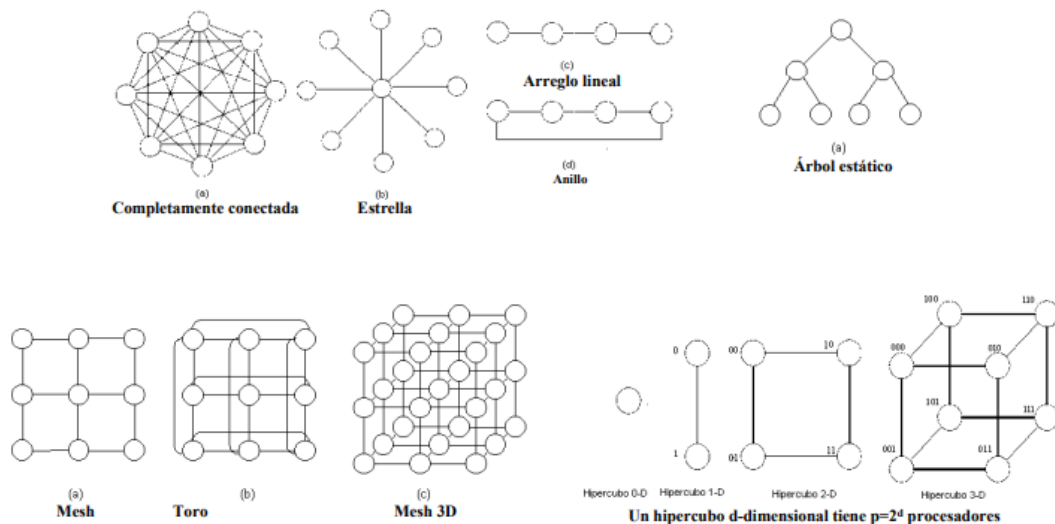 (a)
Completamente conectada
(b)
Estrella
(c)
Arreglo lineal
(d)
Anillo
(a)
Árbol estático
(a)
Mesh
(b)
Toro
(c)
Mesh 3D
0
1
00
10
01
11
100
110
000
010
101
111
001
011
Hipercubo 0-D
Hipercubo 1-D
Hipercubo 2-D
Hipercubo 3-D
Un hipercubo d-dimensional tiene p=2ᵈ procesadores